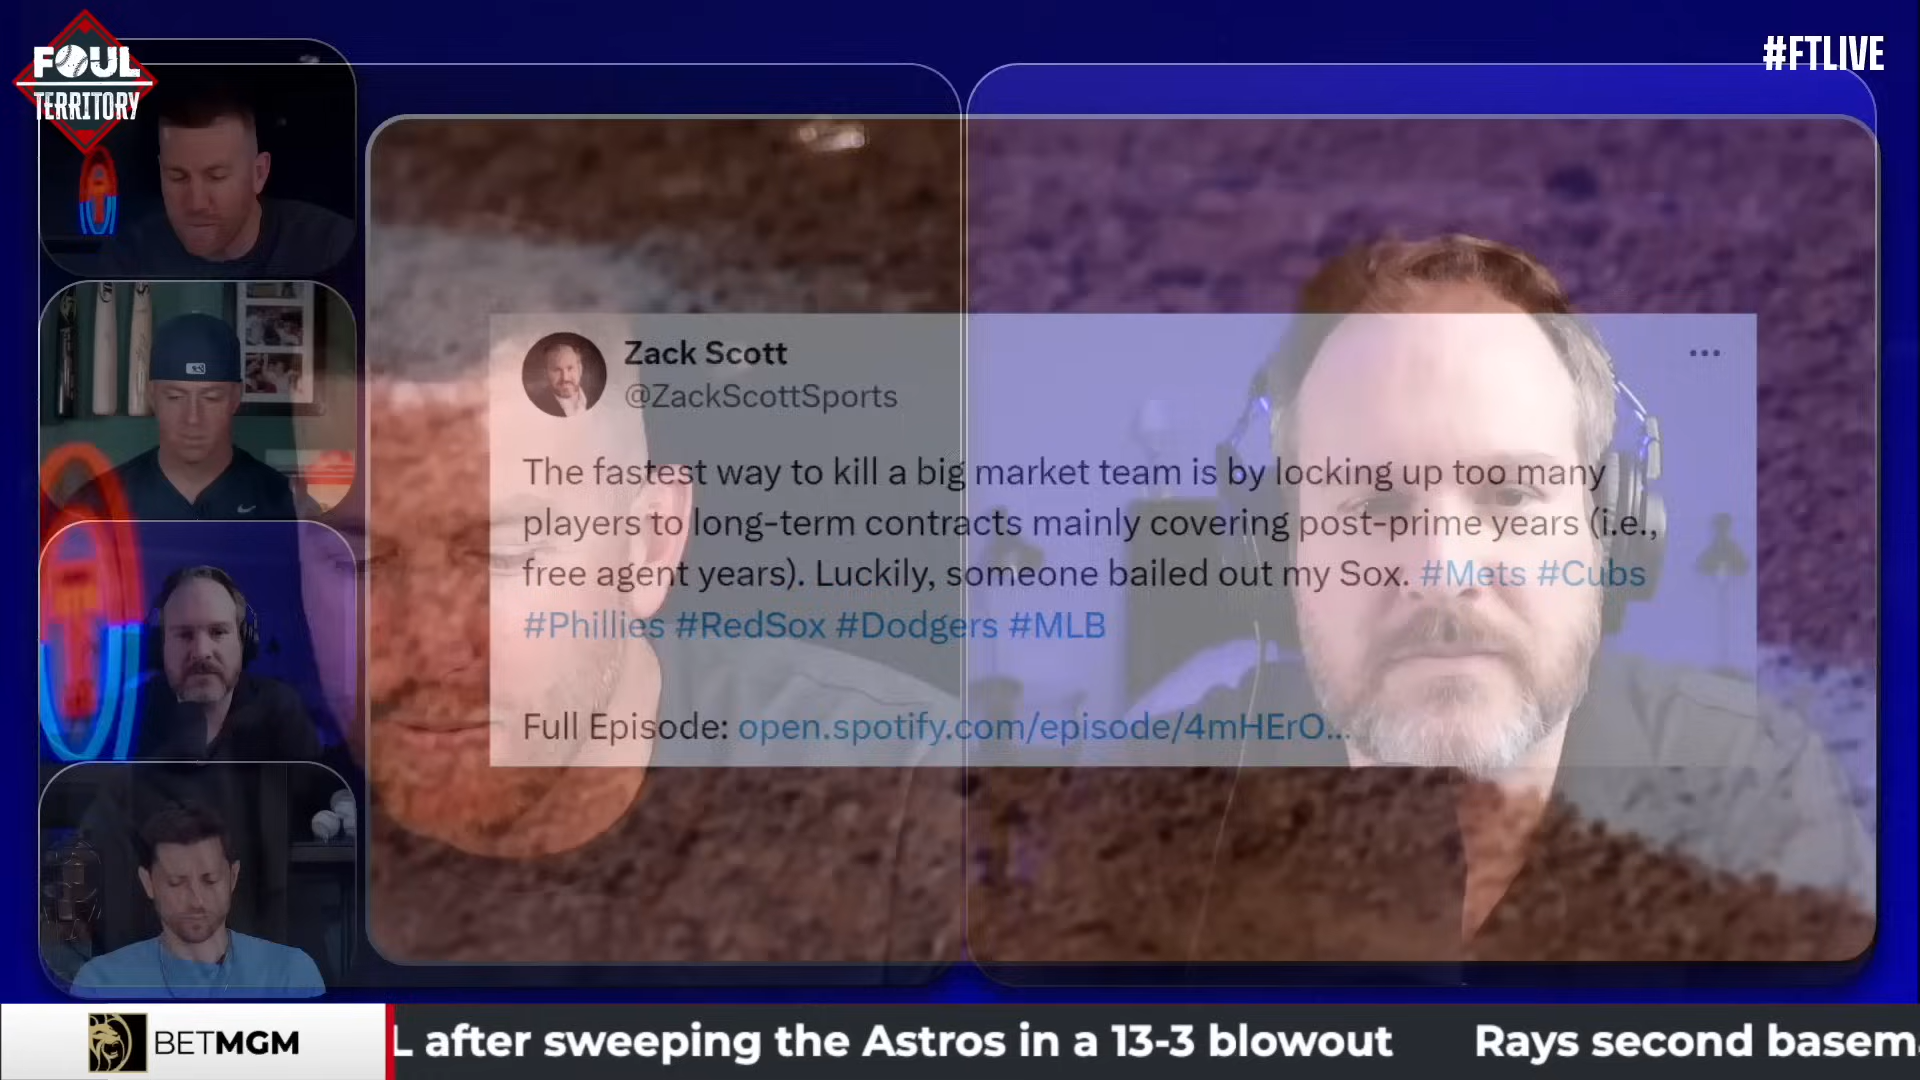 FOUL
TERRITORY
#FTLIVE
Zack Scott
@ZackScottSports
The fastest way to kill a big market team is by locking up too many
players to long-term contracts mainly covering post-prime years (i.e.,
free agent years). Luckily, someone bailed out my Sox. #Mets #Cubs
#Phillies #RedSox #Dodgers #MLB
Full Episode: open.spotify.com/episode/4mHErO...
BETMGM
L after sweeping the Astros in a 13-3 blowout
Rays second basem